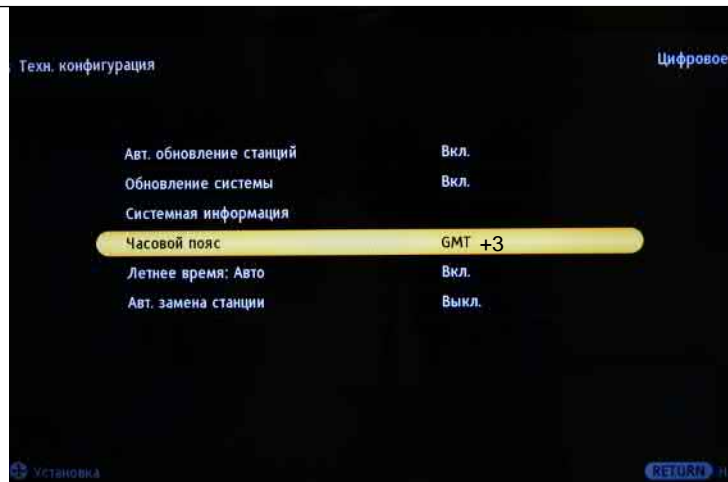 Техн. конфигурация
Цифровое
Авт. обновление станций Вкл.
Обновление системы Вкл.
Системная информация
Часовой пояс GMT +3
Летнее время: Авто Вкл.
Авт. замена станции Выкл.
Установка
RETURN